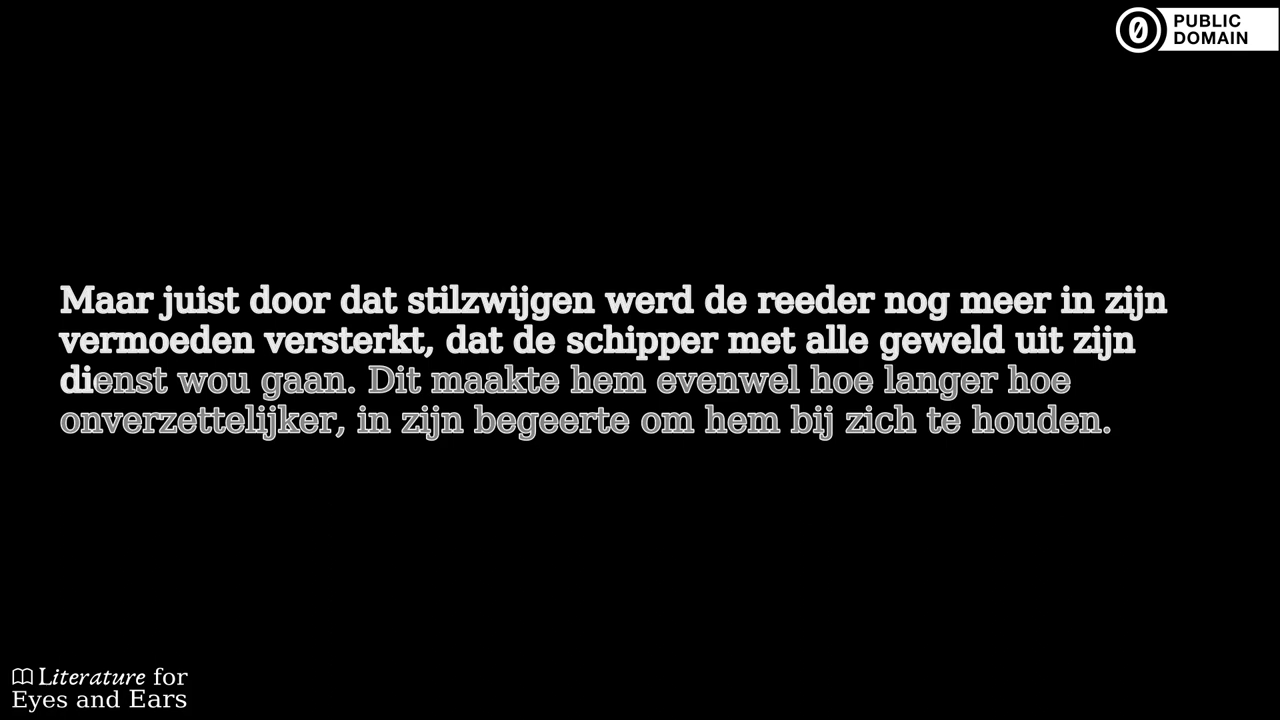 PUBLIC
DOMAIN
Maar juist door dat stilzwijgen werd de reeder nog meer in zijn
vermoeden versterkt, dat de schipper met alle geweld uit zijn
dienst wou gaan. Dit maakte hem evenwel hoe langer hoe
onverzettelijker, in zijn begeerte om hem bij zich te houden.
Literature for
Eyes and Ears